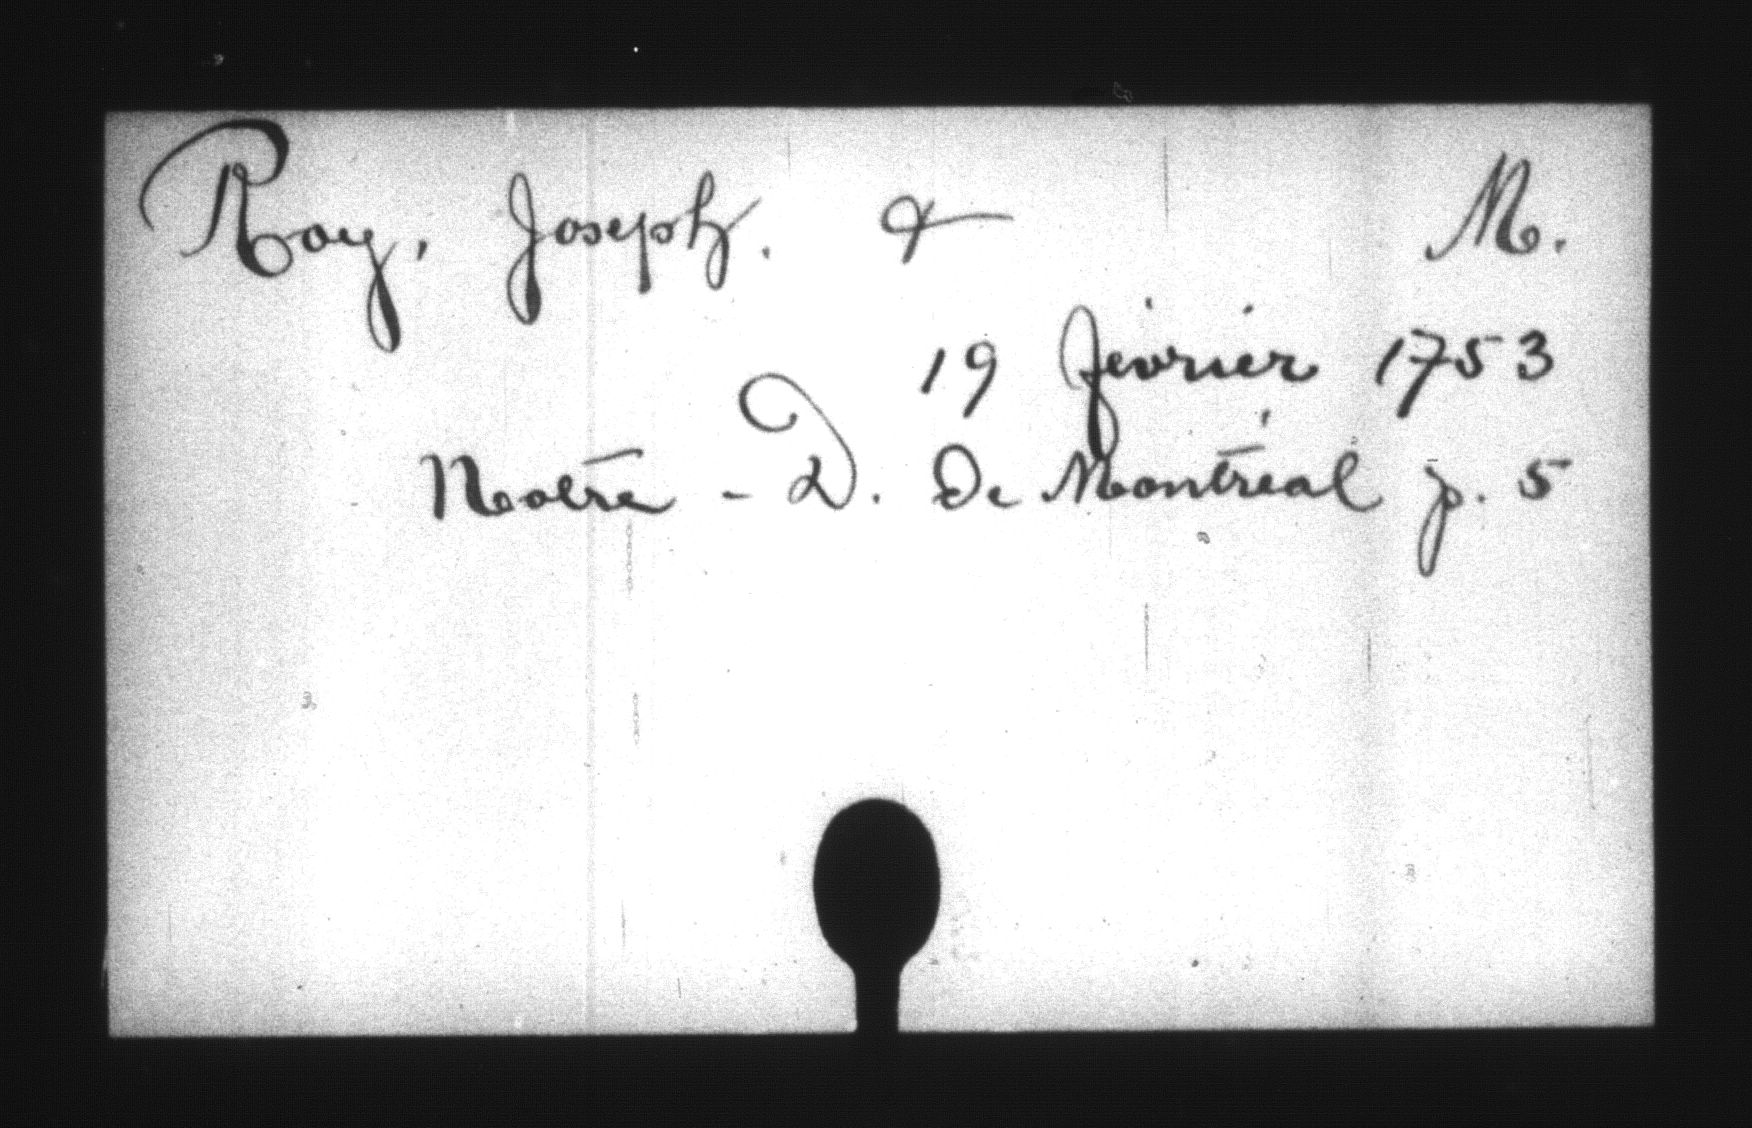 Roy, Joseph. & M.
19 février 1753
Notre - D. De Montréal p. 5